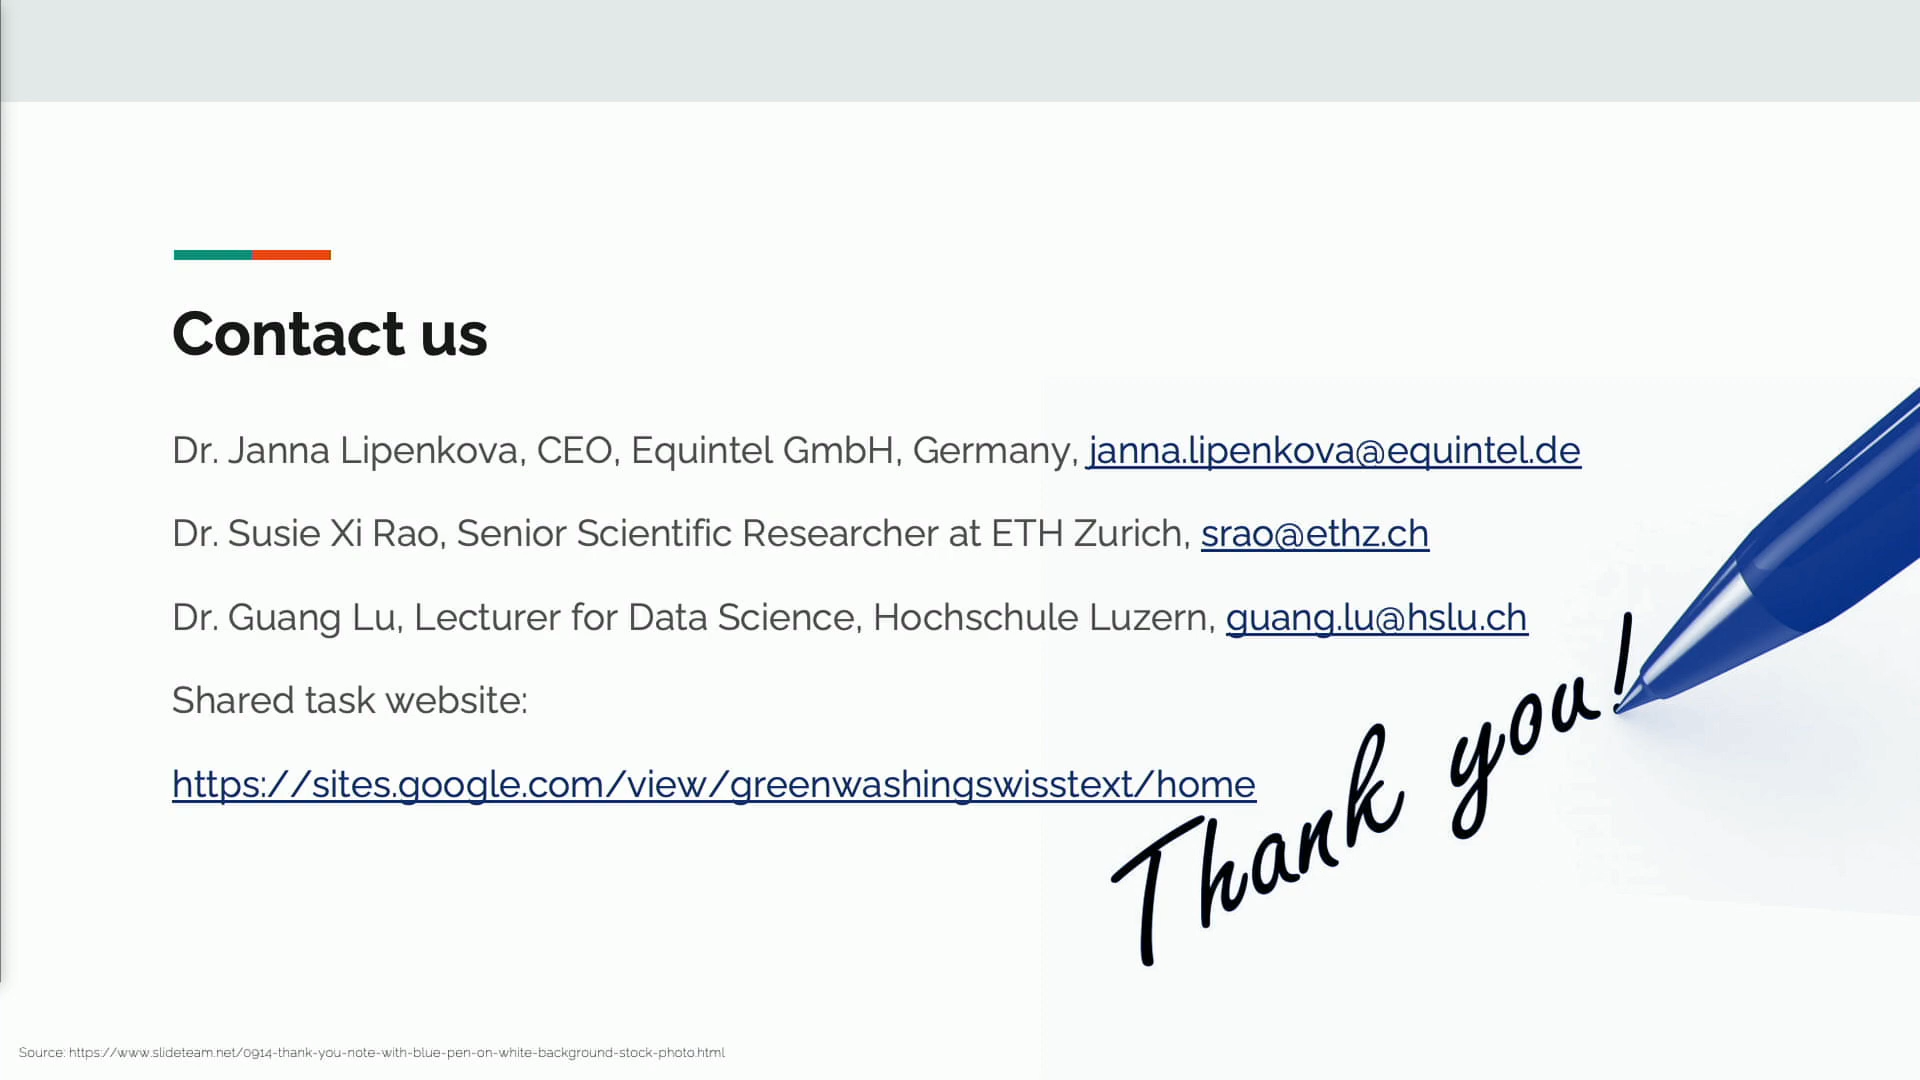 Contact us
Dr. Janna Lipenkova, CEO, Equintel GmbH, Germany, janna.lipenkova@equintel.de
Dr. Susie Xi Rao, Senior Scientific Researcher at ETH Zurich, srao@ethz.ch
Dr. Guang Lu, Lecturer for Data Science, Hochschule Luzern, guang.lu@hslu.ch
Shared task website:
https://sites.google.com/view/greenwashingswisstext/home
Thank you!
Source: https://www.slideteam.net/0914-thank-you-note-with-blue-pen-on-white-background-stock-photo.html